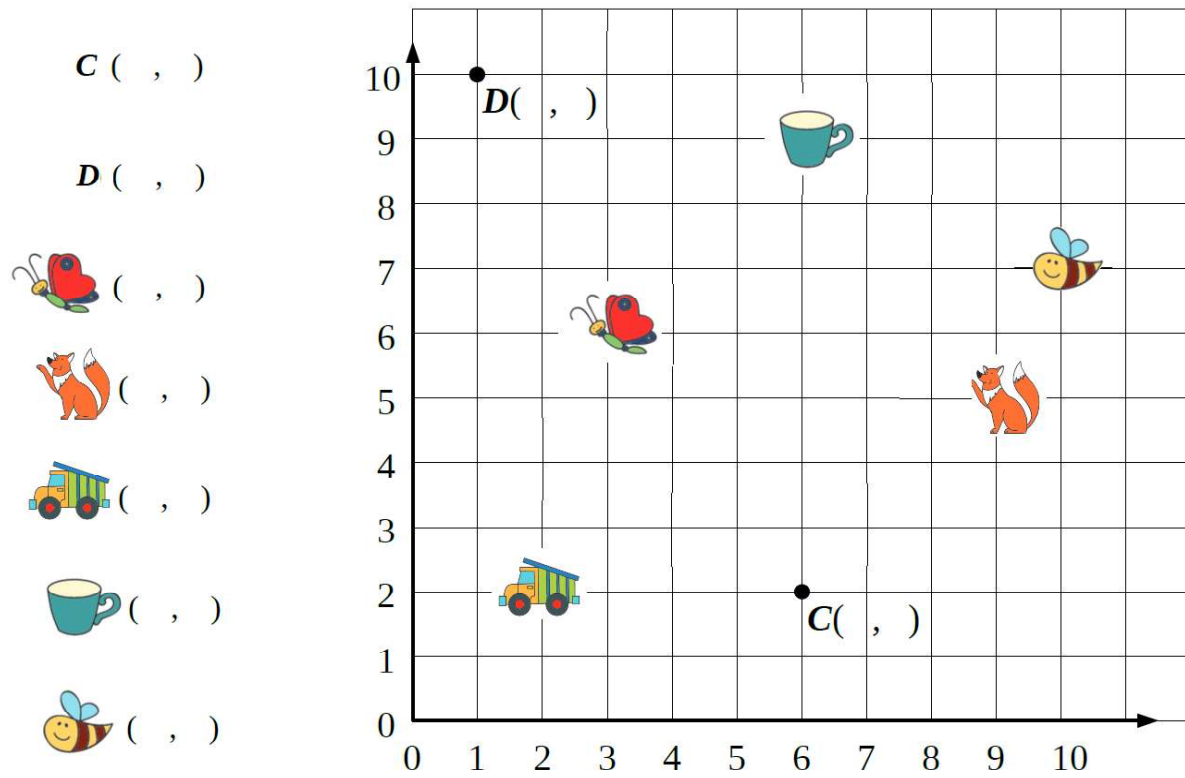 C ( , )
D ( , )
( , )
( , )
( , )
( , )
( , )
10
9
8
7
6
5
4
3
2
1
0
D( , )
C( , )
0 1 2 3 4 5 6 7 8 9 10